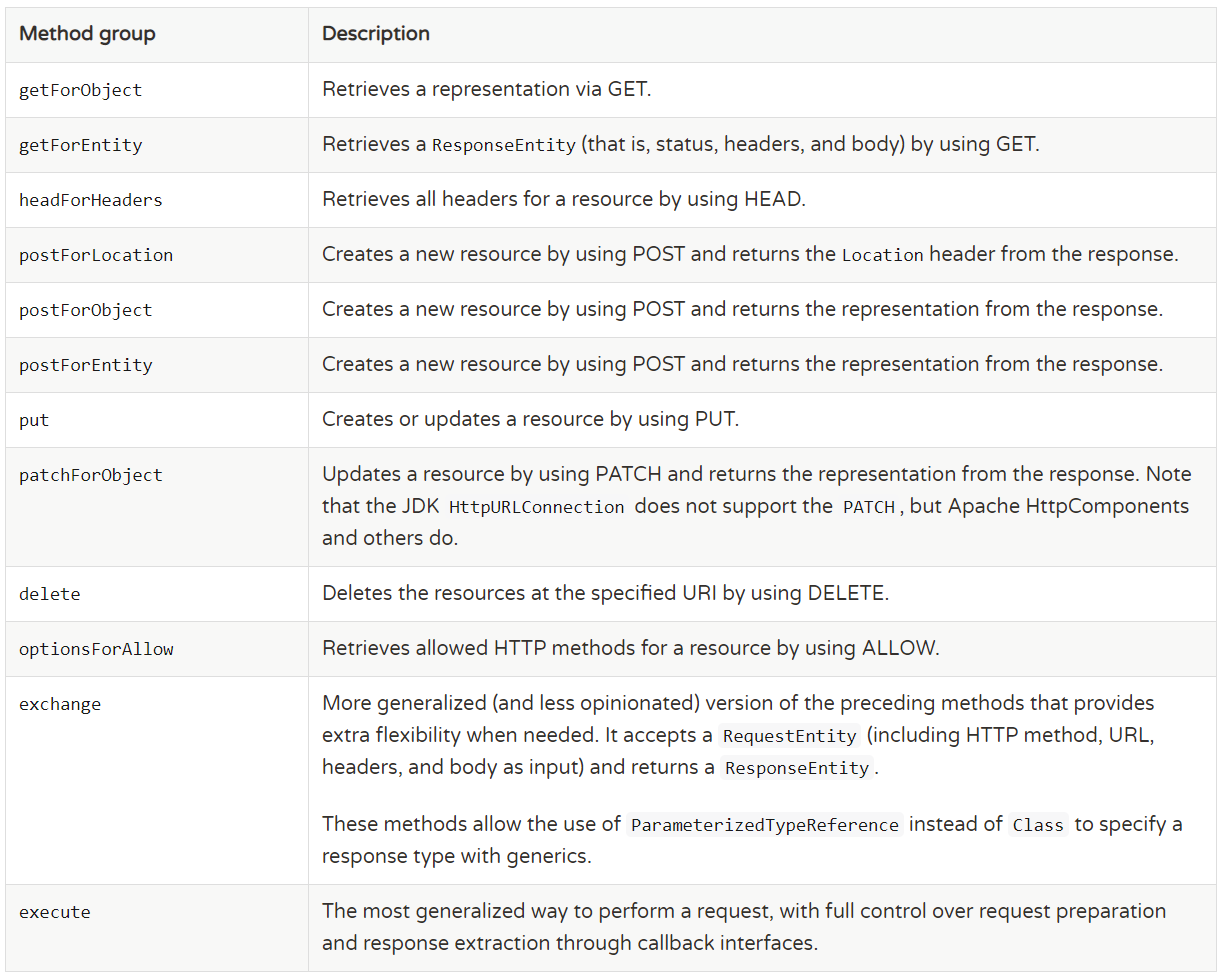 Method group Description
getForObject Retrieves a representation via GET.
getForEntity Retrieves a ResponseEntity (that is, status, headers, and body) by using GET.
headForHeaders Retrieves all headers for a resource by using HEAD.
postForLocation Creates a new resource by using POST and returns the Location header from the response.
postForObject Creates a new resource by using POST and returns the representation from the response.
postForEntity Creates a new resource by using POST and returns the representation from the response.
put Creates or updates a resource by using PUT.
patchForObject Updates a resource by using PATCH and returns the representation from the response. Note
that the JDK HttpURLConnection does not support the PATCH, but Apache HttpComponents
and others do.
delete Deletes the resources at the specified URI by using DELETE.
optionsForAllow Retrieves allowed HTTP methods for a resource by using ALLOW.
exchange More generalized (and less opinionated) version of the preceding methods that provides
extra flexibility when needed. It accepts a RequestEntity (including HTTP method, URL,
headers, and body as input) and returns a ResponseEntity.
These methods allow the use of ParameterizedTypeReference instead of Class to specify a
response type with generics.
execute The most generalized way to perform a request, with full control over request preparation
and response extraction through callback interfaces.